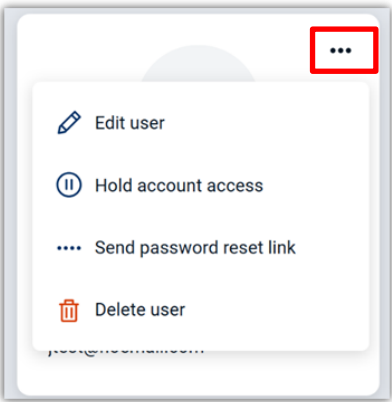 Edit user
Hold account access
Send password reset link
Delete user